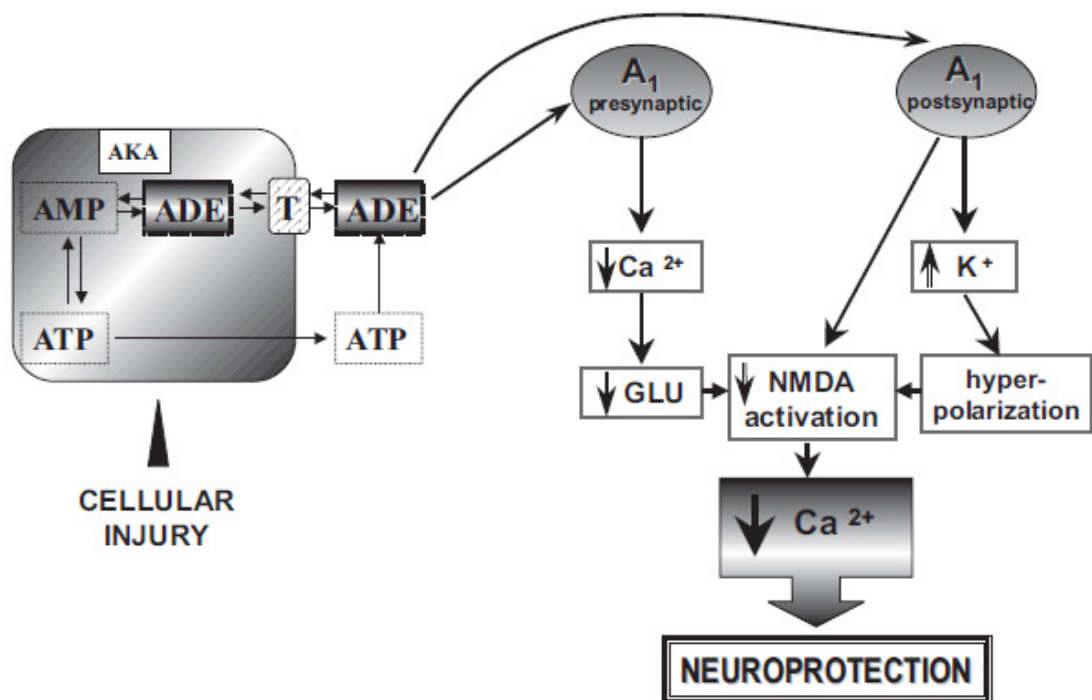 A1
presynaptic
A1
postsynaptic
AKA
AMP
ADE
T
ADE
ATP
ATP
↓Ca 2+
↑ K +
↓ GLU
↓ NMDA
activation
hyper-
polarization
CELLULAR
INJURY
↓ Ca 2+
NEUROPROTECTION